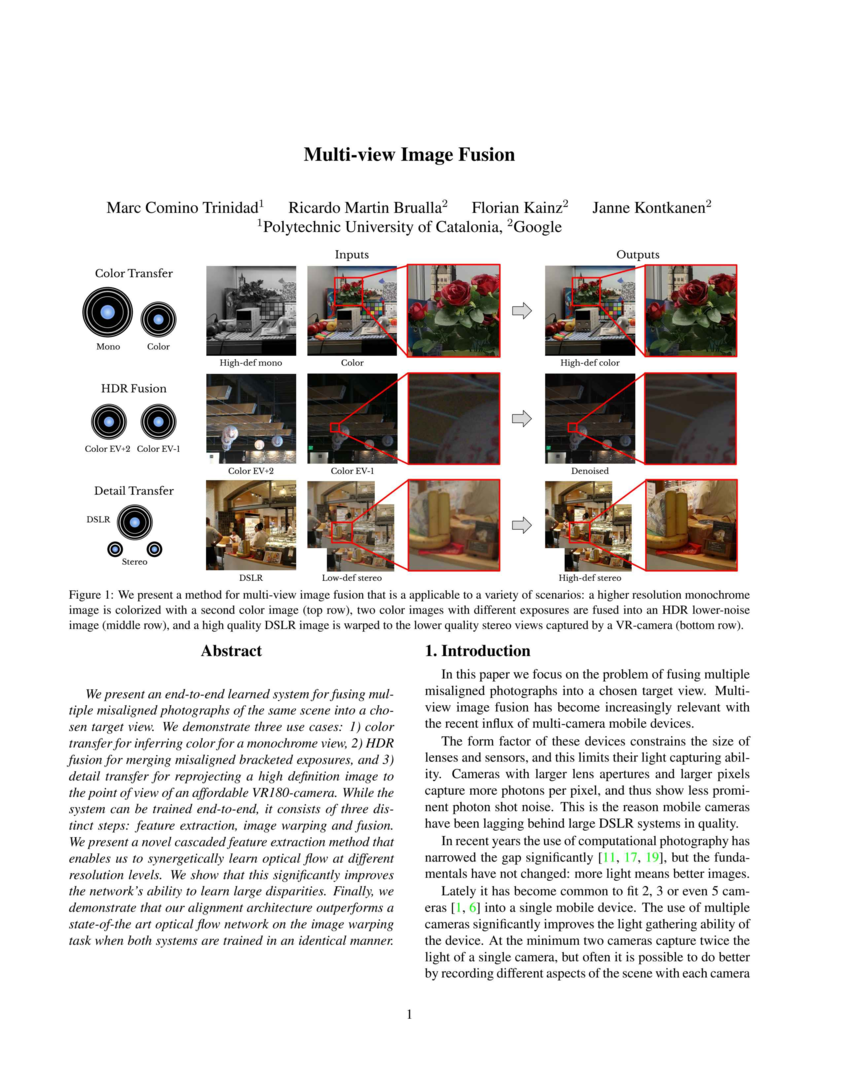 Multi-view Image Fusion
Marc Comino Trinidad1 Ricardo Martin Brualla2 Florian Kainz2 Janne Kontkanen2
1Polytechnic University of Catalonia, 2Google
Inputs Outputs
Color Transfer
Mono Color
High-def mono Color High-def color
HDR Fusion
Color EV+2 Color EV-1
Color EV+2 Color EV-1 Denoised
Detail Transfer
DSLR
Stereo
DSLR Low-def stereo High-def stereo
Figure 1: We present a method for multi-view image fusion that is a applicable to a variety of scenarios: a higher resolution monochrome
image is colorized with a second color image (top row), two color images with different exposures are fused into an HDR lower-noise
image (middle row), and a high quality DSLR image is warped to the lower quality stereo views captured by a VR-camera (bottom row).
Abstract
We present an end-to-end learned system for fusing mul-
tiple misaligned photographs of the same scene into a cho-
sen target view. We demonstrate three use cases: 1) color
transfer for inferring color for a monochrome view, 2) HDR
fusion for merging misaligned bracketed exposures, and 3)
detail transfer for reprojecting a high definition image to
the point of view of an affordable VR180-camera. While the
system can be trained end-to-end, it consists of three dis-
tinct steps: feature extraction, image warping and fusion.
We present a novel cascaded feature extraction method that
enables us to synergetically learn optical flow at different
resolution levels. We show that this significantly improves
the network's ability to learn large disparities. Finally, we
demonstrate that our alignment architecture outperforms a
state-of-the art optical flow network on the image warping
task when both systems are trained in an identical manner.
1. Introduction
In this paper we focus on the problem of fusing multiple
misaligned photographs into a chosen target view. Multi-
view image fusion has become increasingly relevant with
the recent influx of multi-camera mobile devices.
The form factor of these devices constrains the size of
lenses and sensors, and this limits their light capturing abil-
ity. Cameras with larger lens apertures and larger pixels
capture more photons per pixel, and thus show less promi-
nent photon shot noise. This is the reason mobile cameras
have been lagging behind large DSLR systems in quality.
In recent years the use of computational photography has
narrowed the gap significantly [11, 17, 19], but the funda-
mentals have not changed: more light means better images.
Lately it has become common to fit 2, 3 or even 5 cam-
eras [1, 6] into a single mobile device. The use of multiple
cameras significantly improves the light gathering ability of
the device. At the minimum two cameras capture twice the
light of a single camera, but often it is possible to do better
by recording different aspects of the scene with each camera
1